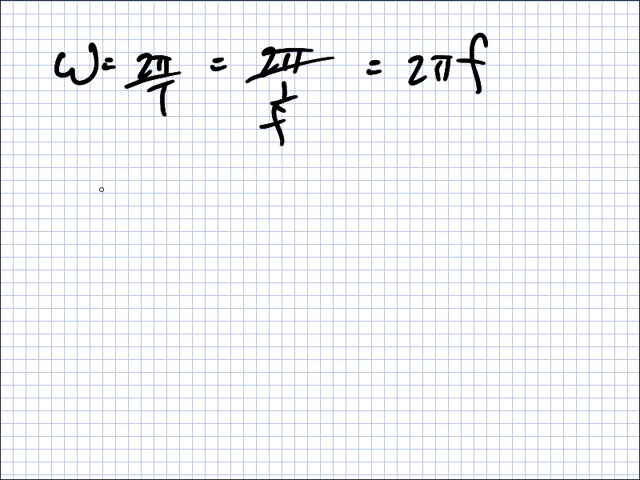 ω = 2π/T = 2π/(1/f) = 2πf